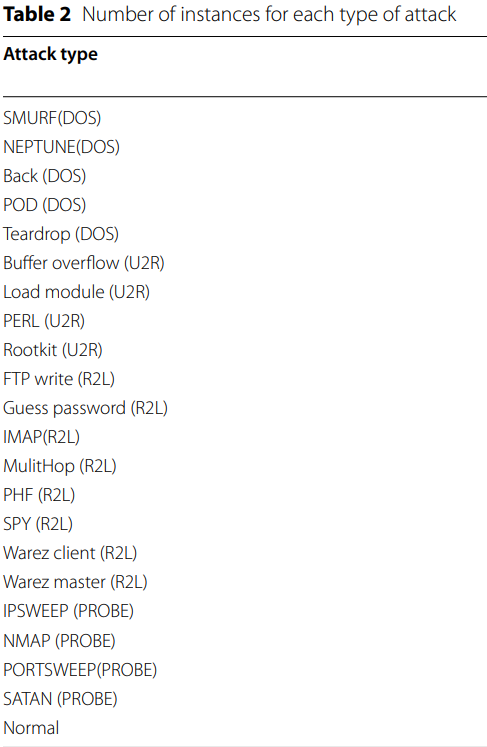 Table 2 Number of instances for each type of attack
Attack type
SMURF(DOS)
NEPTUNE(DOS)
Back (DOS)
POD (DOS)
Teardrop (DOS)
Buffer overflow (U2R)
Load module (U2R)
PERL (U2R)
Rootkit (U2R)
FTP write (R2L)
Guess password (R2L)
IMAP(R2L)
MulitHop (R2L)
PHF (R2L)
SPY (R2L)
Warez client (R2L)
Warez master (R2L)
IPSWEEP (PROBE)
NMAP (PROBE)
PORTSWEEP(PROBE)
SATAN (PROBE)
Normal